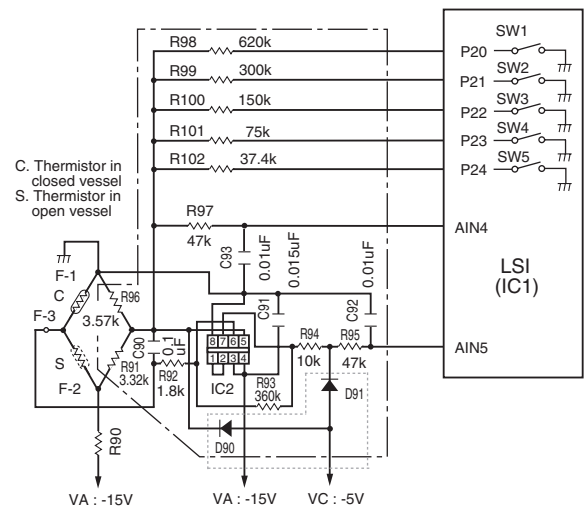 SW1
R98 620k P20
SW2
R99 300k P21
SW3
R100 150k P22
SW4
R101 75k P23
SW5
R102 37.4k P24
C. Thermistor in
closed vessel
S. Thermistor in
open vessel
R97
47k
AIN4
LSI
(IC1)
C93
0.01uF
0.015uF
C91
0.01uF
C92
F-1
C
R96
F-3
3.57k
S
R91
3.32k
F-2
C90
0.1
uF
R92
1.8k
8 7 6 5
1 2 3 4
IC2
R93
360k
R94
10k
R95
47k
AIN5
D91
D90
R90
VA : -15V
VA : -15V
VC : -5V